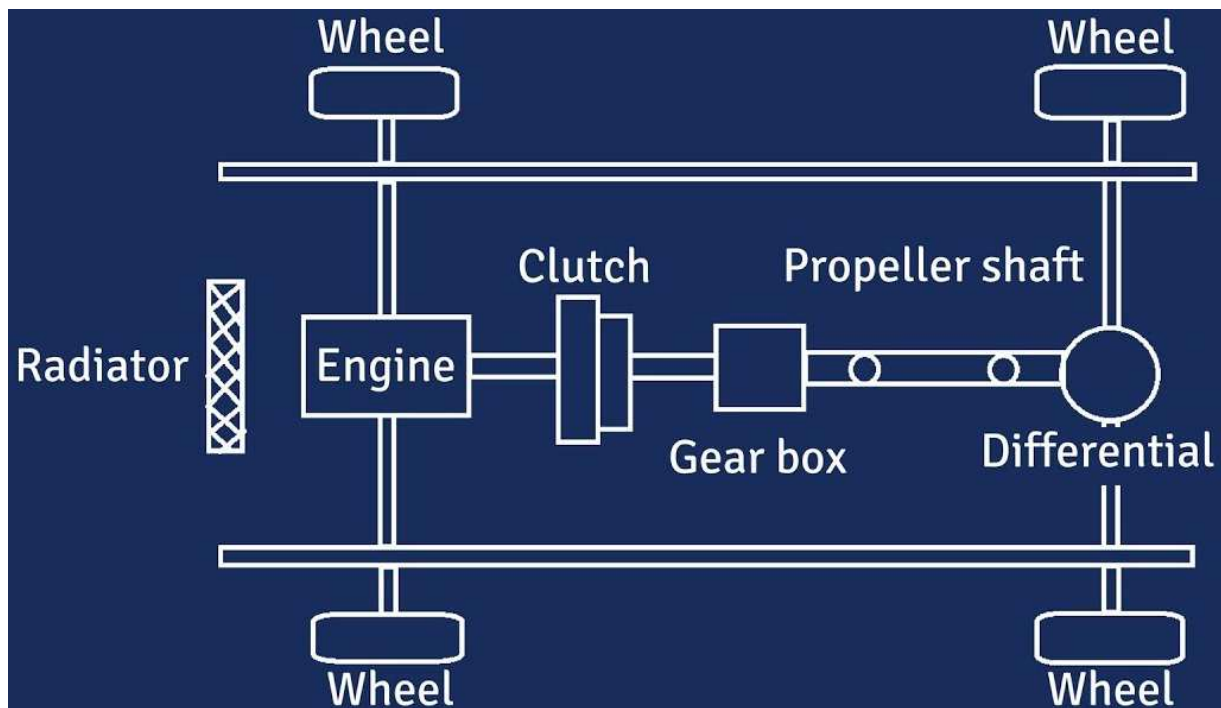 Wheel
Wheel
Clutch
Propeller shaft
Radiator
Engine
Gear box
Differential
Wheel
Wheel